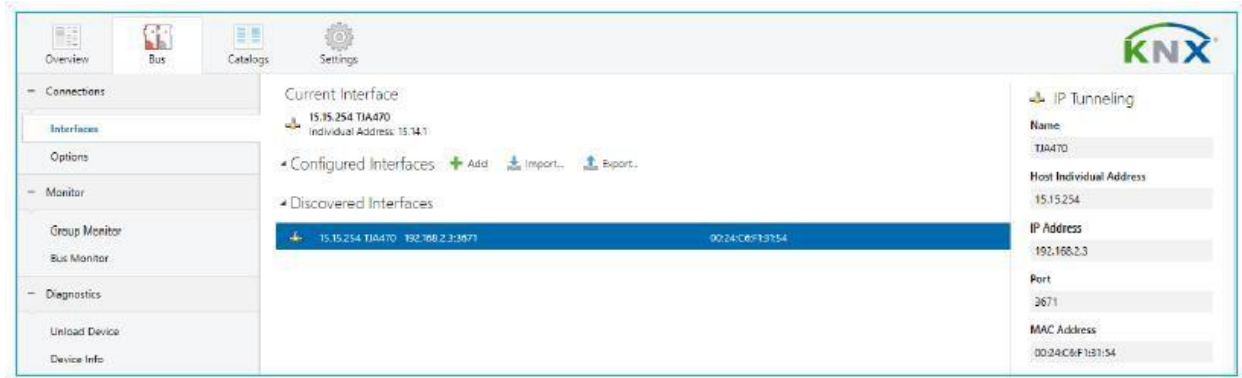 Overview Bus Catalogs Settings
KNX
Connections
Interfaces
Options
Monitor
Group Monitor
Bus Monitor
Diagnostics
Unload Device
Device Info
Current Interface
15.15.254 TJA470
Individual Address: 15.14.1
Configured Interfaces Add Import... Export...
Discovered Interfaces
15.15.254 TJA470 192.168.2.3:3671 00:24:C6:F1:31:54
IP Tunneling
Name
TJA470
Host Individual Address
15.15.254
IP Address
192.168.2.3
Port
3671
MAC Address
00:24:C6:F1:31:54